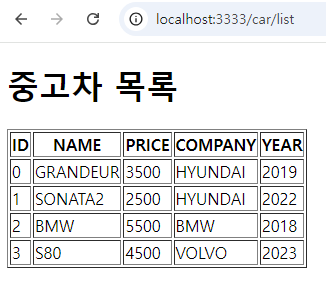 localhost:3333/car/list
중고차 목록
ID NAME PRICE COMPANY YEAR
0 GRANDEUR 3500 HYUNDAI 2019
1 SONATA2 2500 HYUNDAI 2022
2 BMW 5500 BMW 2018
3 S80 4500 VOLVO 2023